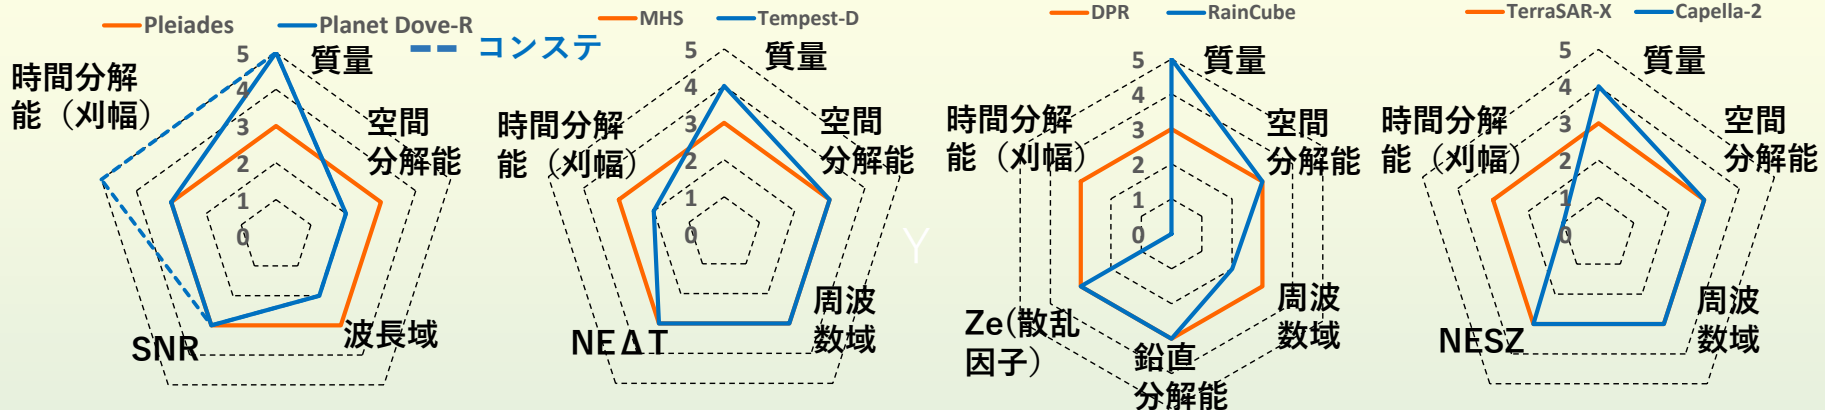 Pleiades
Planet Dove-R
コンステ
5
4
3
2
1
0
質量
空間
分解能
波長域
SNR
時間分解
能（刈幅）
MHS
Tempest-D
5
4
3
2
1
0
質量
空間
分解能
周波
数域
NEΔT
時間分解
能（刈幅）
Y
DPR
RainCube
5
4
3
2
1
0
質量
空間
分解能
周波
数域
鉛直
分解能
Ze(散乱
因子）
時間分解
能（刈幅）
TerraSAR-X
Capella-2
5
4
3
2
1
0
質量
空間
分解能
周波
数域
NESZ
時間分解
能（刈幅）